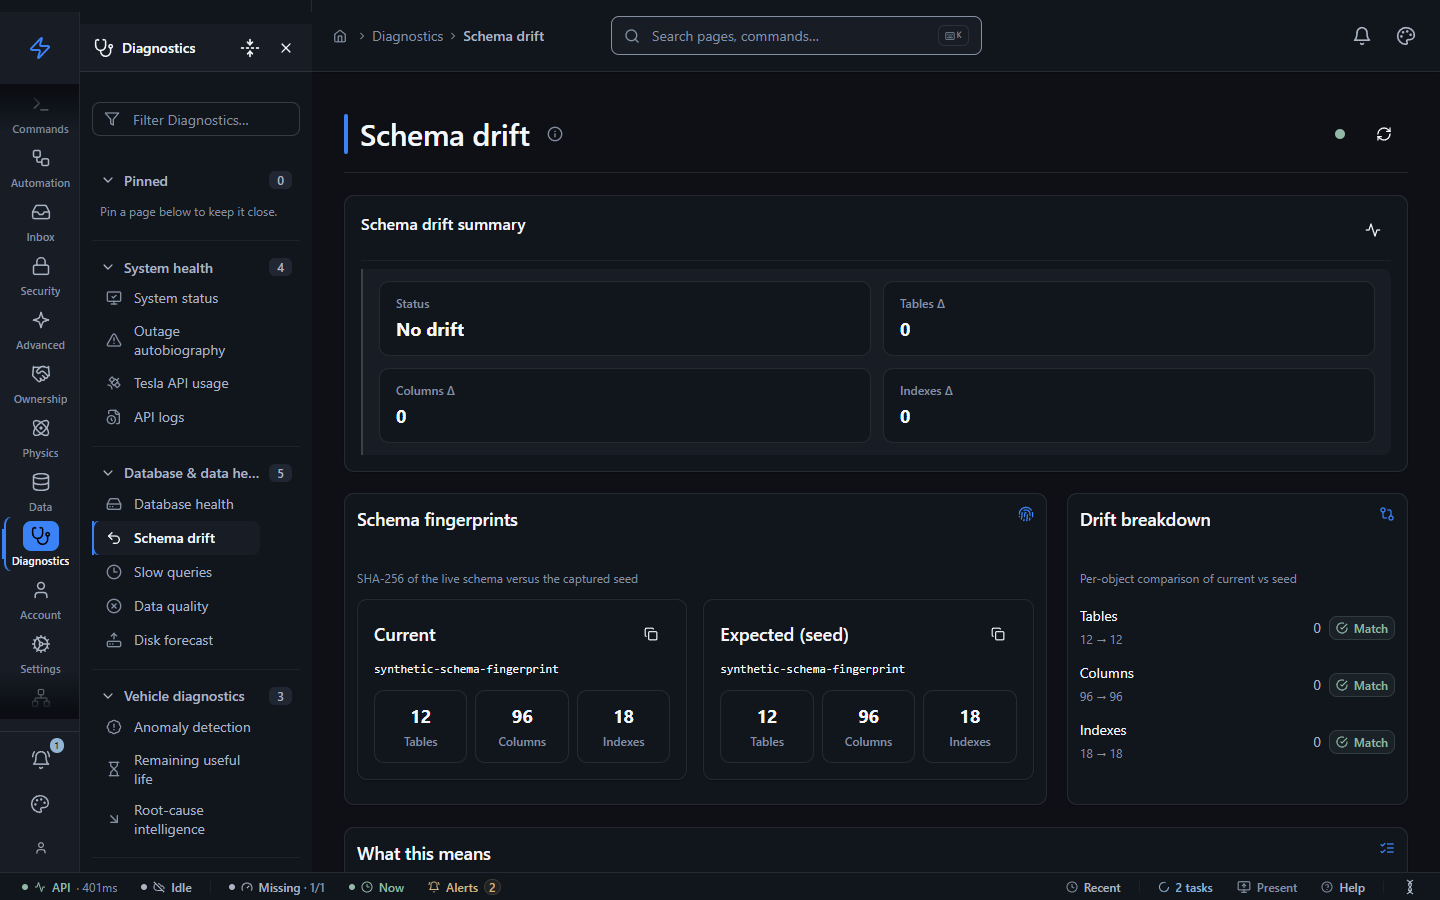 Commands
Automation
Inbox
Security
Advanced
Ownership
Physics
Data
Diagnostics
Account
Settings
1
Diagnostics
Filter Diagnostics...
Pinned 0
Pin a page below to keep it close.
System health 4
System status
Outage
autobiography
Tesla API usage
API logs
Database & data he... 5
Database health
Schema drift
Slow queries
Data quality
Disk forecast
Vehicle diagnostics 3
Anomaly detection
Remaining useful
life
Root-cause
intelligence
Diagnostics > Schema drift
Search pages, commands... K
Schema drift
Schema drift summary
Status
No drift
Tables Δ
0
Columns Δ
0
Indexes Δ
0
Schema fingerprints
SHA-256 of the live schema versus the captured seed
Current
synthetic-schema-fingerprint
12 96 18
Tables Columns Indexes
Expected (seed)
synthetic-schema-fingerprint
12 96 18
Tables Columns Indexes
Drift breakdown
Per-object comparison of current vs seed
Tables
12 → 12
0 Match
Columns
96 → 96
0 Match
Indexes
18 → 18
0 Match
What this means
API · 401ms Idle Missing · 1/1 Now Alerts 2 Recent 2 tasks Present Help